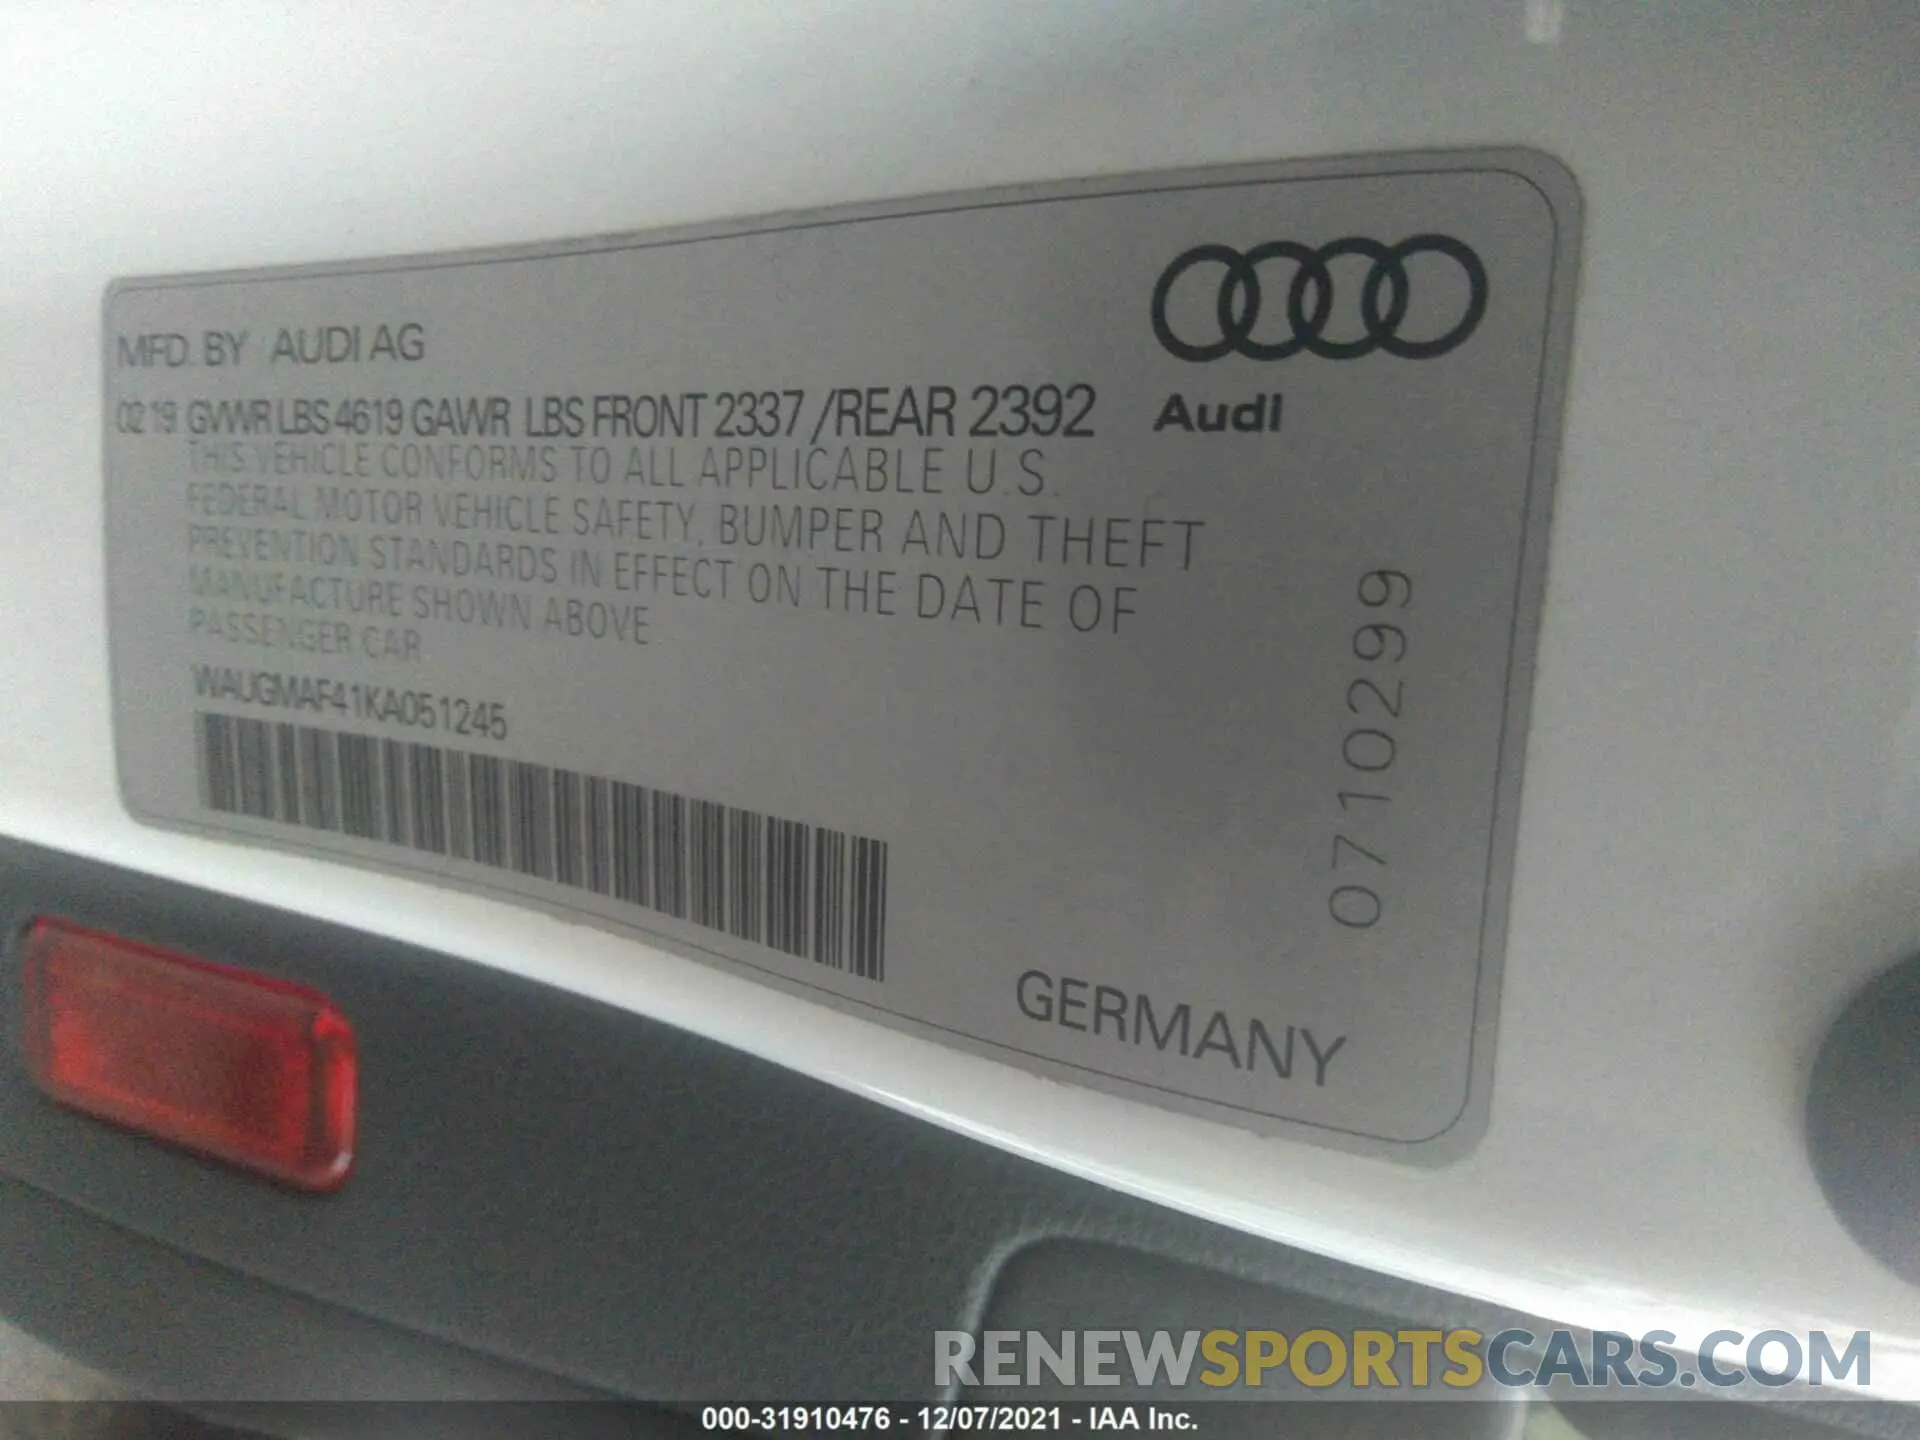 MFD. BY AUDI AG
02 19 GVWR LBS 4619 GAWR LBS FRONT 2337 /REAR 2392
Audi
THIS VEHICLE CONFORMS TO ALL APPLICABLE U.S.
FEDERAL MOTOR VEHICLE SAFETY, BUMPER AND THEFT
PREVENTION STANDARDS IN EFFECT ON THE DATE OF
MANUFACTURE SHOWN ABOVE
PASSENGER CAR
WAUGMAF41KA051245
0710299
GERMANY
RENEWSPORTSCARS.COM
000-31910476 - 12/07/2021 - IAA Inc.